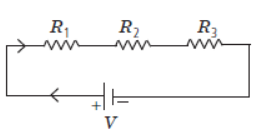 R₁ R₂ R₃
+ −
V